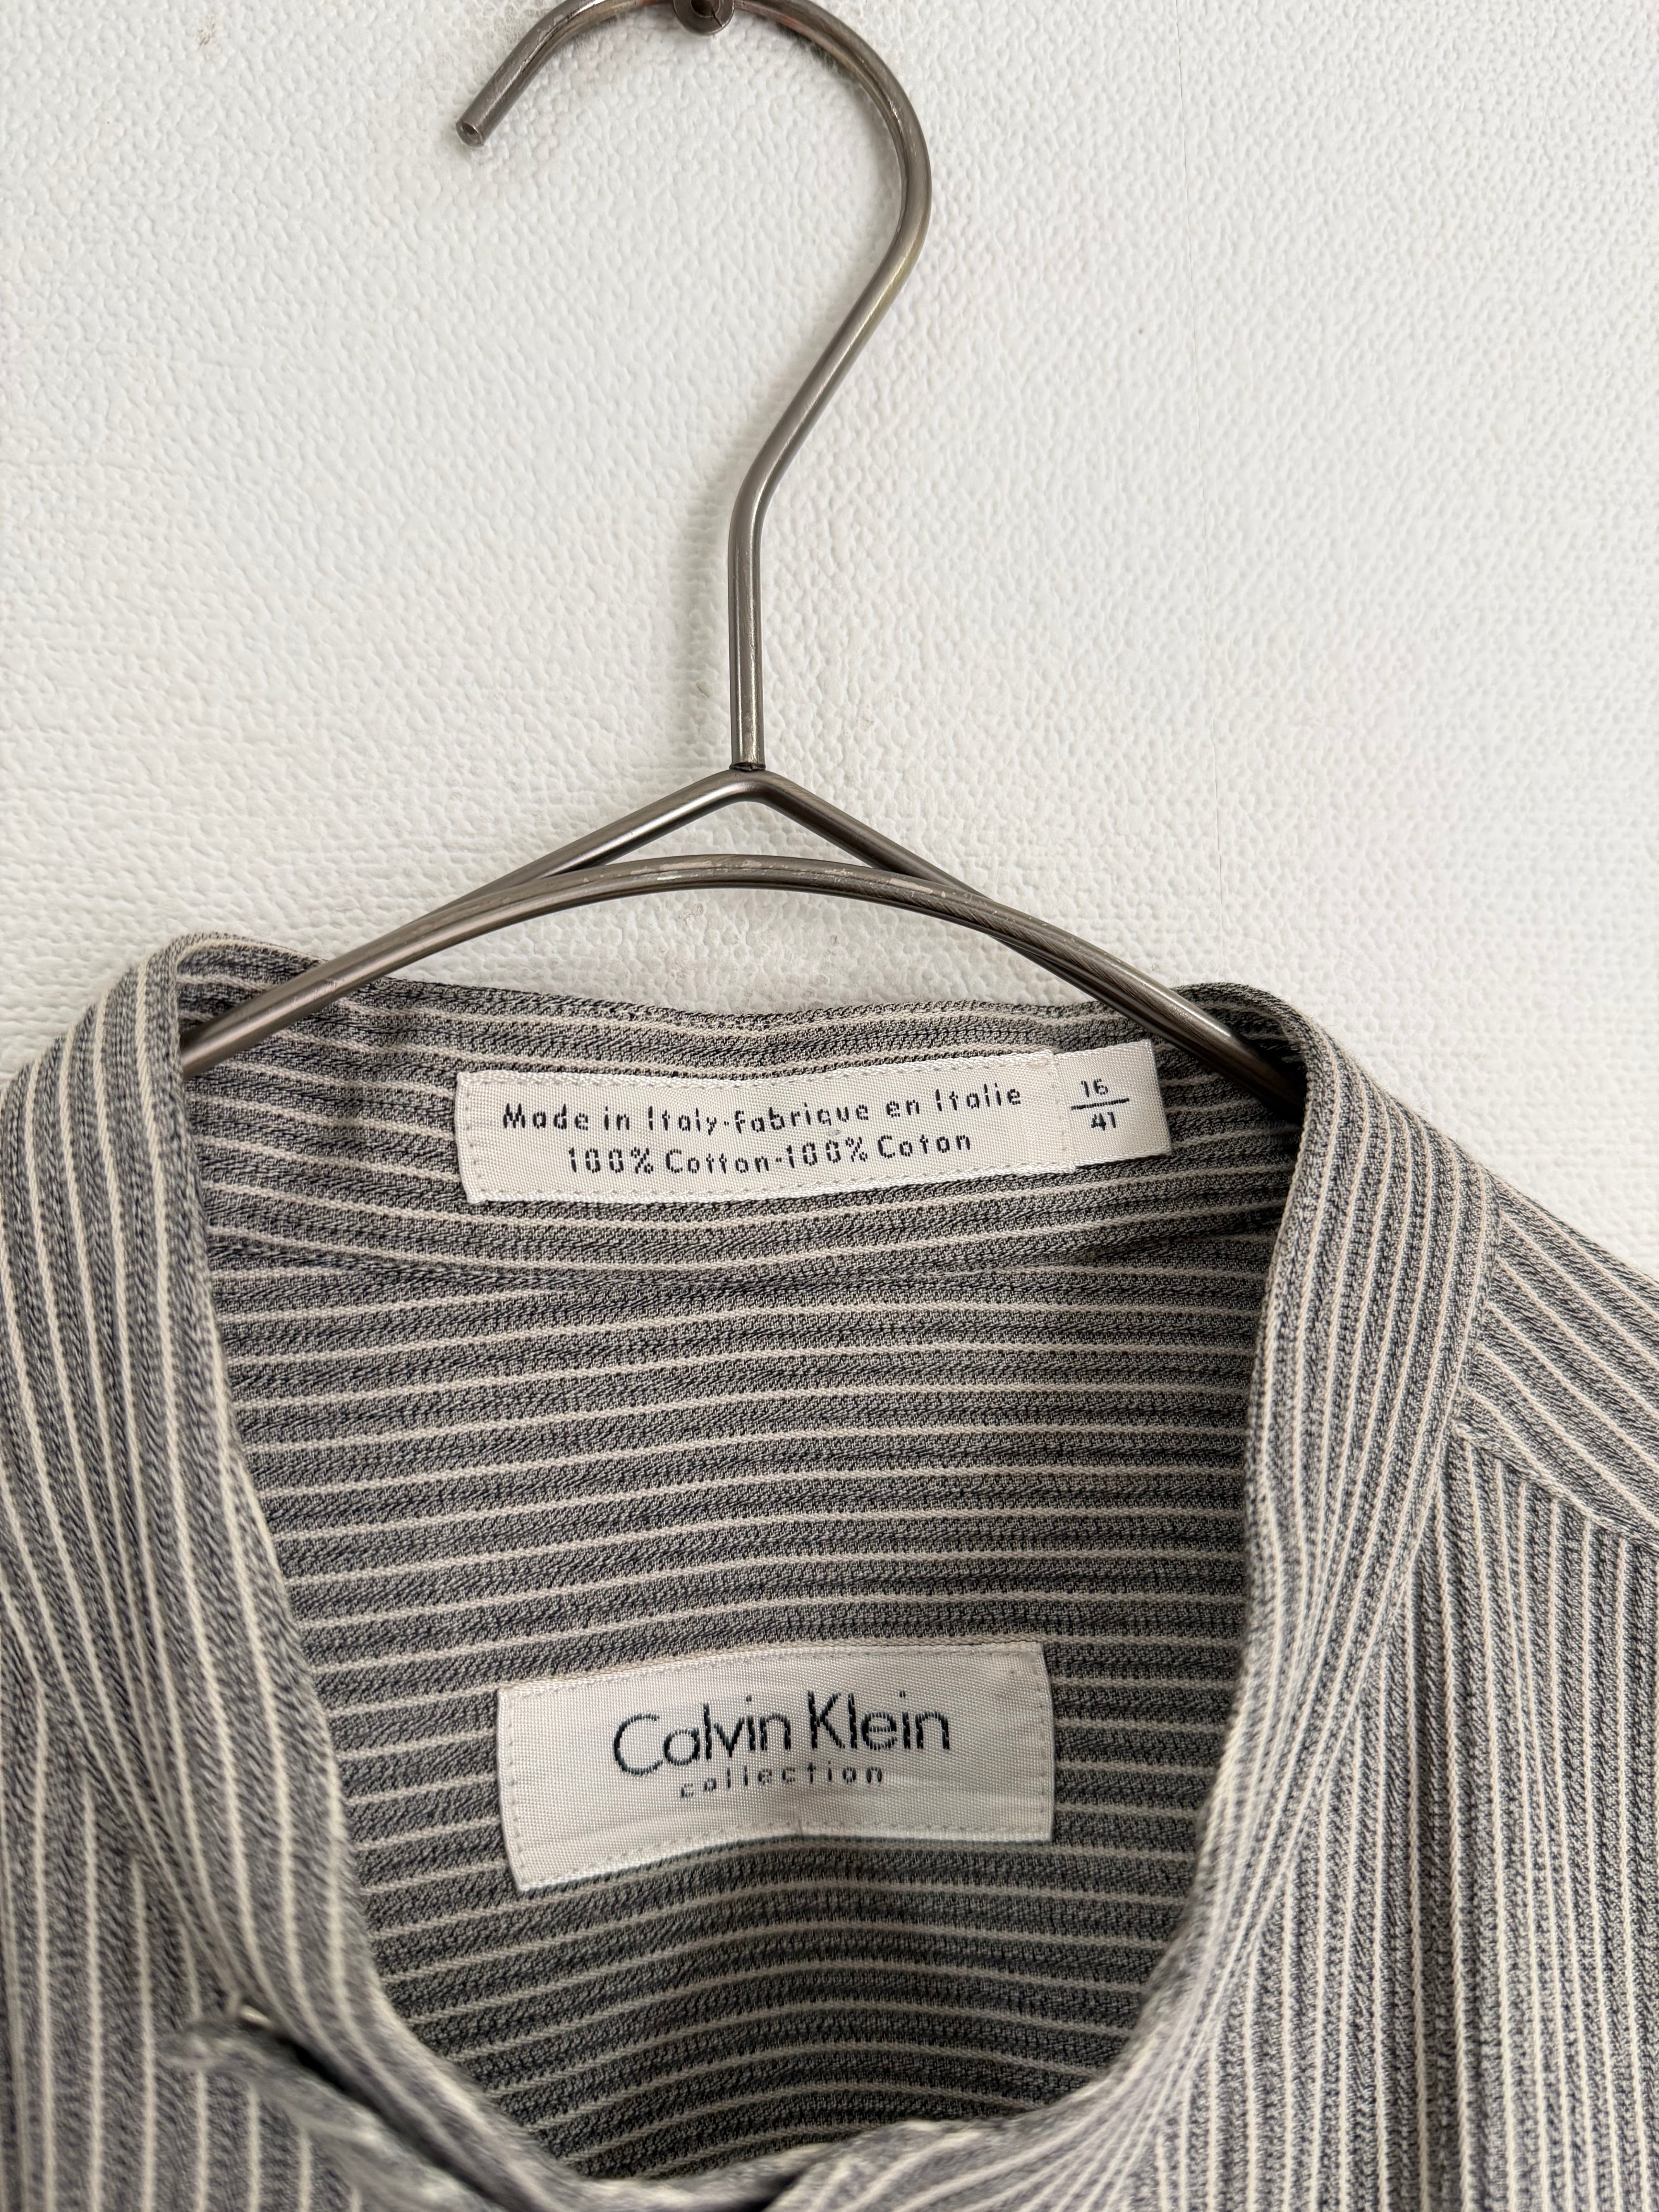 Made in Italy-Fabrique en Italie
100% Cotton-100% Coton
16
41
Calvin Klein
collection